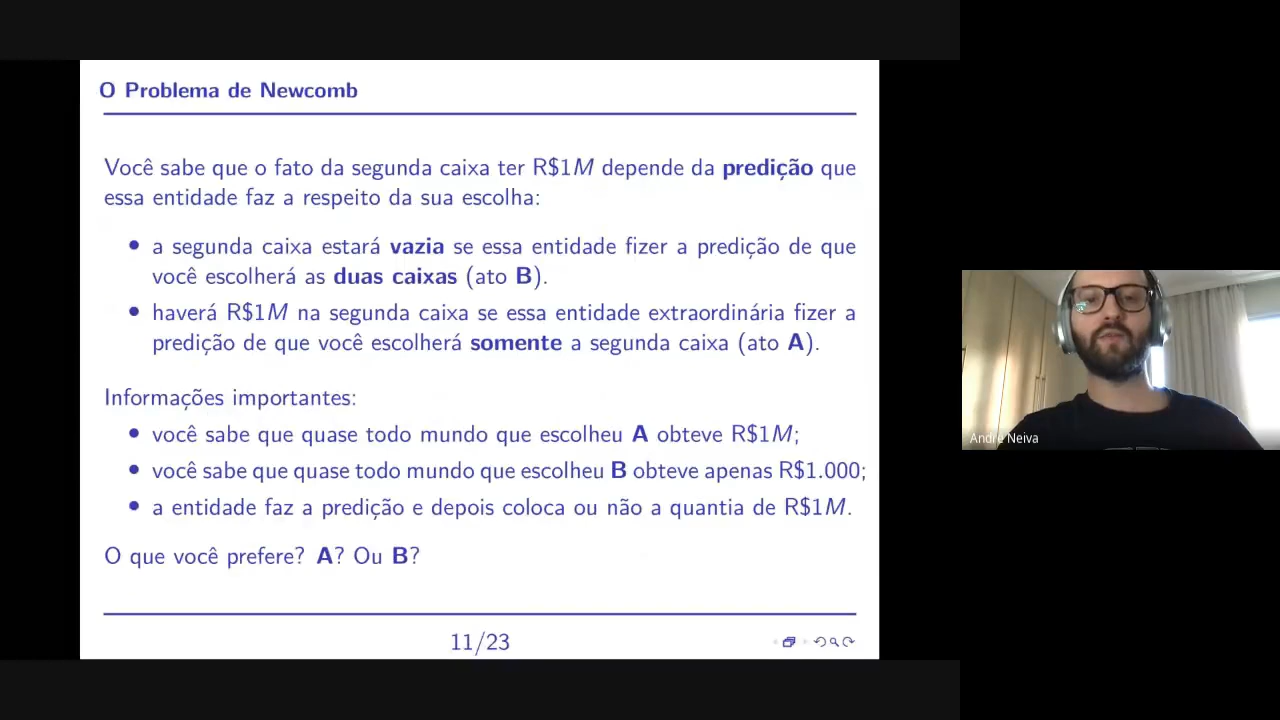 O Problema de Newcomb
Você sabe que o fato da segunda caixa ter R$1M depende da predição que
essa entidade faz a respeito da sua escolha:
• a segunda caixa estará vazia se essa entidade fizer a predição de que
você escolherá as duas caixas (ato B).
• haverá R$1M na segunda caixa se essa entidade extraordinária fizer a
predição de que você escolherá somente a segunda caixa (ato A).
Informações importantes:
• você sabe que quase todo mundo que escolheu A obteve R$1M;
• você sabe que quase todo mundo que escolheu B obteve apenas R$1.000;
• a entidade faz a predição e depois coloca ou não a quantia de R$1M.
O que você prefere? A? Ou B?
11/23
André Neiva